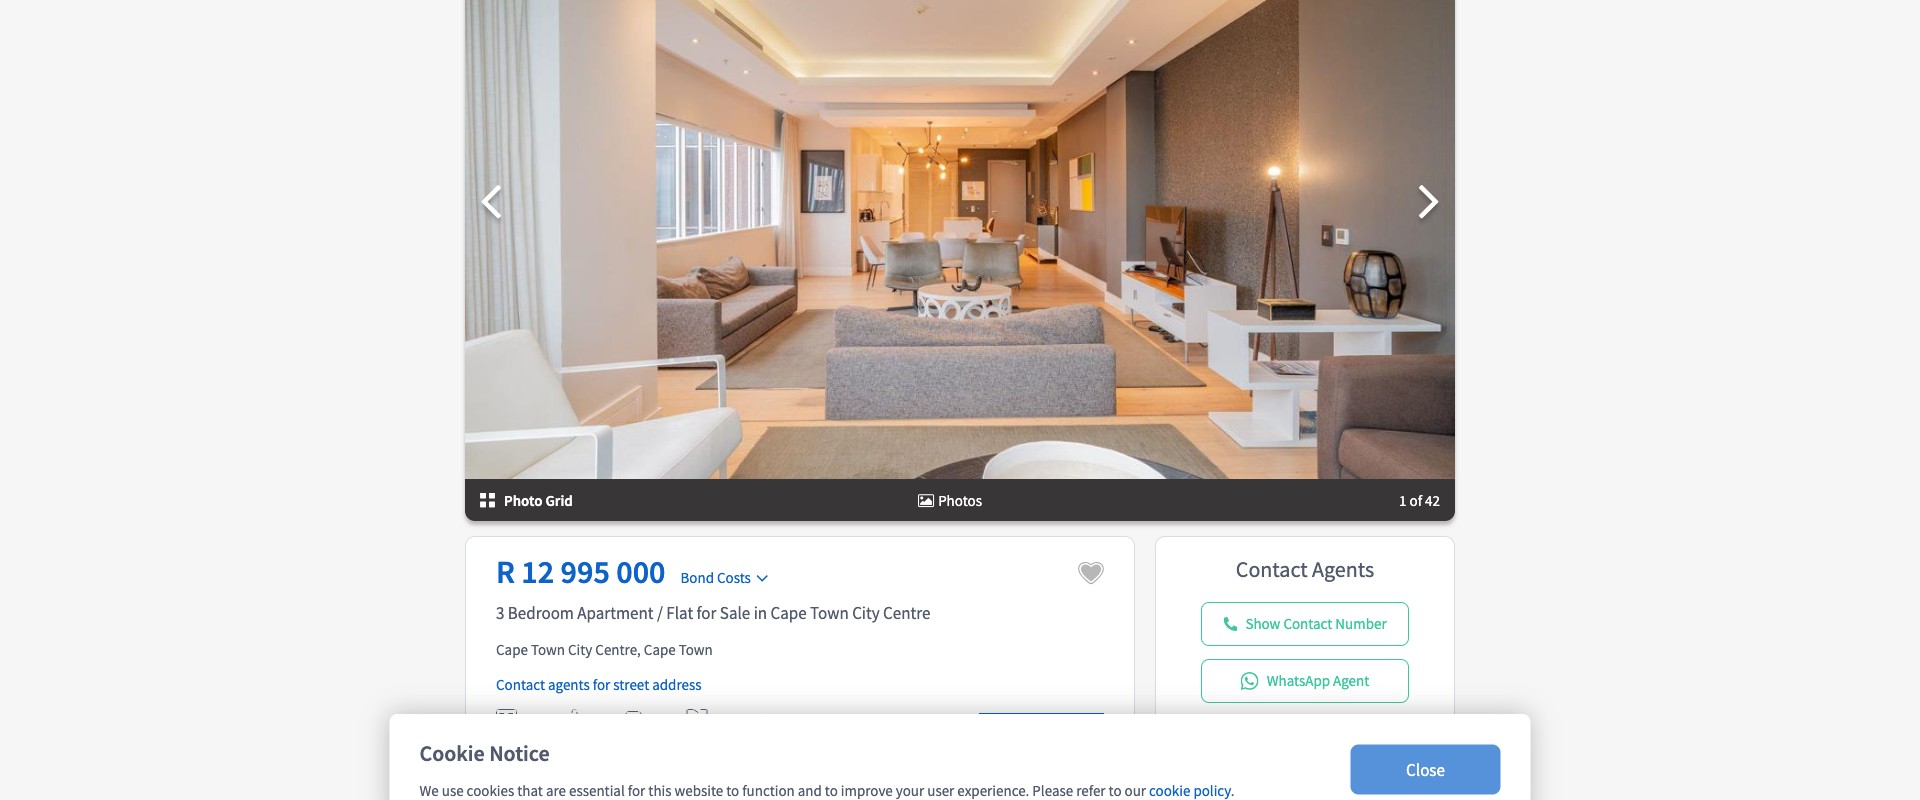 Photo Grid
Photos
1 of 42
R 12 995 000
Bond Costs
3 Bedroom Apartment / Flat for Sale in Cape Town City Centre
Cape Town City Centre, Cape Town
Contact agents for street address
Contact Agents
Show Contact Number
WhatsApp Agent
Cookie Notice
We use cookies that are essential for this website to function and to improve your user experience. Please refer to our cookie policy.
Close